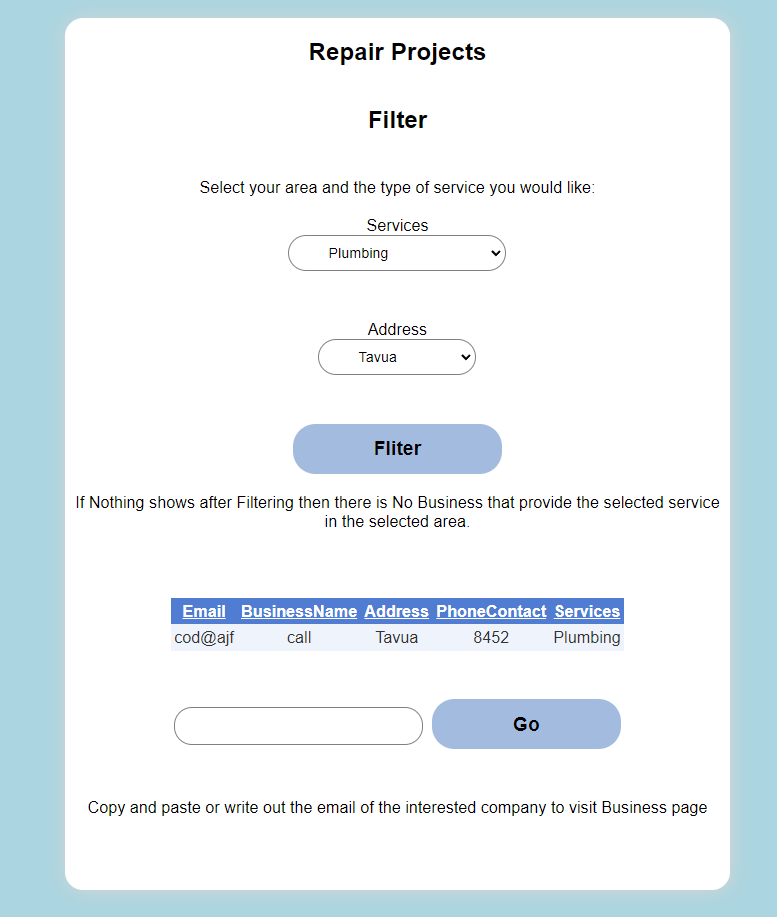 Repair Projects
Filter
Select your area and the type of service you would like:
Services
Plumbing
Address
Tavua
Fliter
If Nothing shows after Filtering then there is No Business that provide the selected service
in the selected area.
Email BusinessName Address PhoneContact Services
cod@ajf call Tavua 8452 Plumbing
Go
Copy and paste or write out the email of the interested company to visit Business page